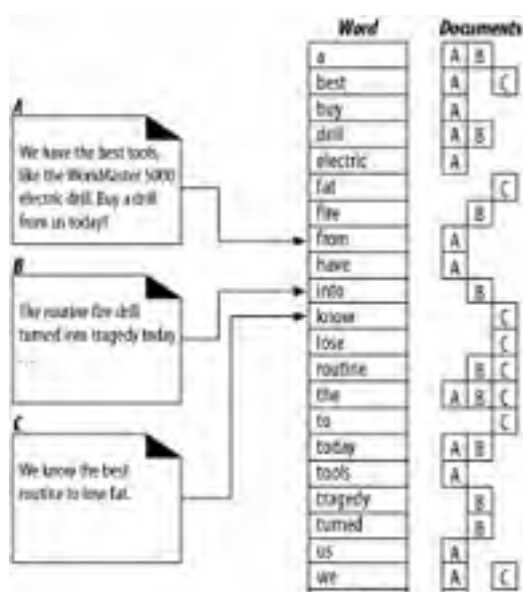 Word Documents
a A B
best A C
buy A
drill A B
electric A
fat C
fire B
from A
have A
into B
know C
lose C
routine B C
the A B C
to C
today A B
tools A
tragedy B
turned B
us A
we A C
A
We have the best tools,
like the WorkMaster 5000
electric drill. Buy a drill
from us today!
B
The routine fire drill
turned into tragedy today
. . .
C
We know the best
routine to lose fat.